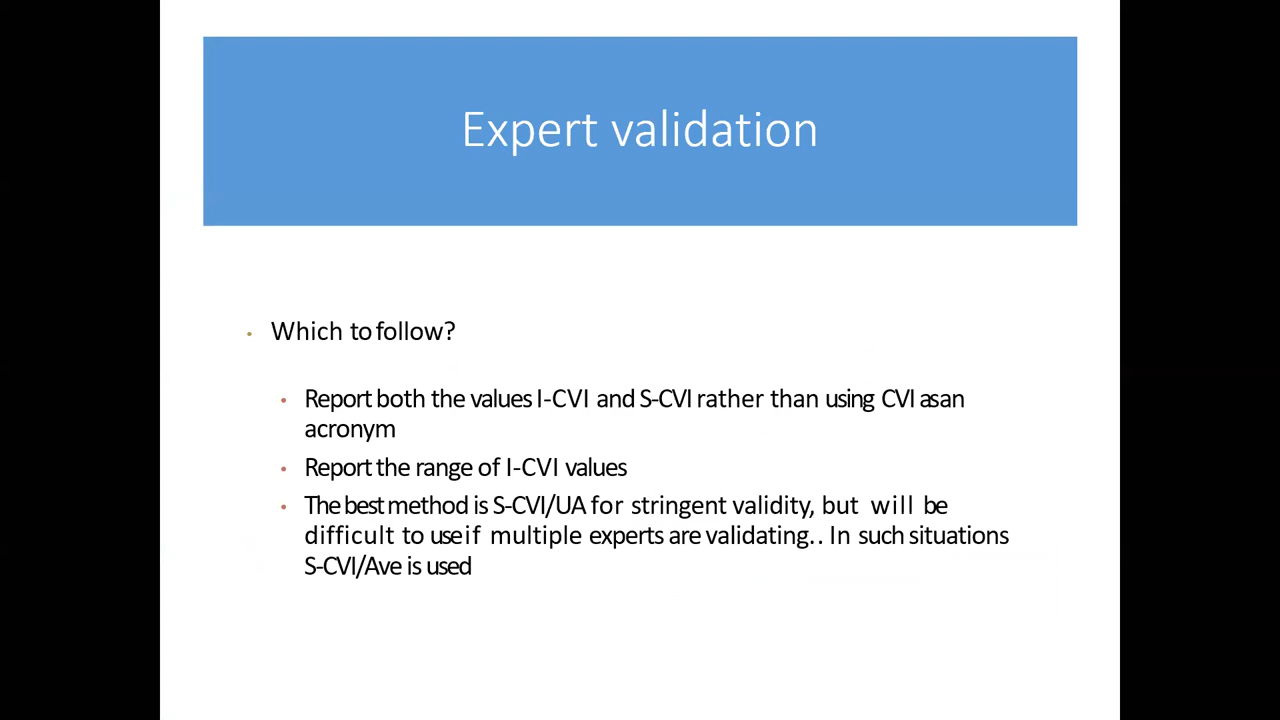 Expert validation
• Which to follow?
• Report both the values I-CVI and S-CVI rather than using CVI as an
acronym
• Report the range of I-CVI values
• The best method is S-CVI/UA for stringent validity, but will be
difficult to use if multiple experts are validating.. In such situations
S-CVI/Ave is used